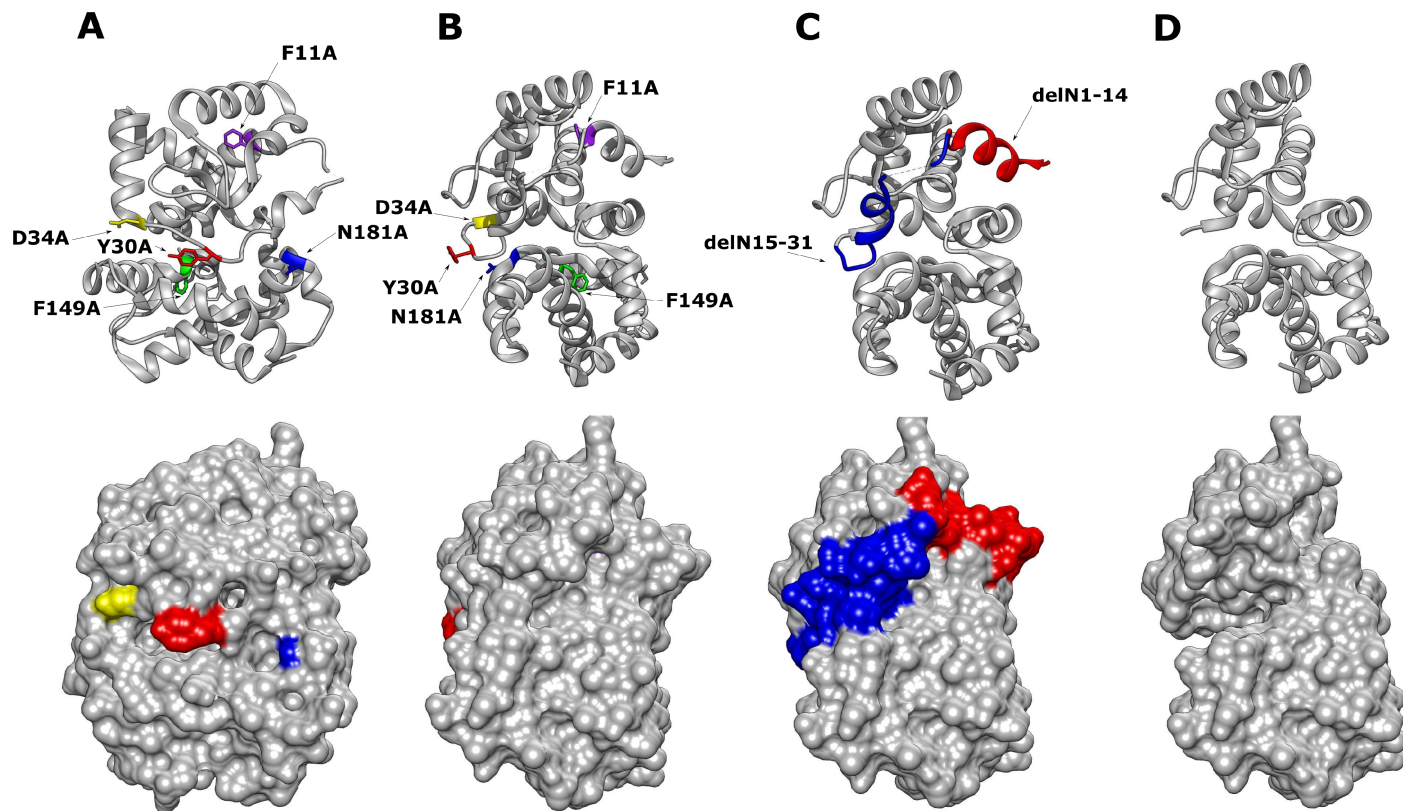 A
B
C
D
F11A
D34A
Y30A
F149A
N181A
F11A
D34A
Y30A
N181A
F149A
delN1-14
delN15-31